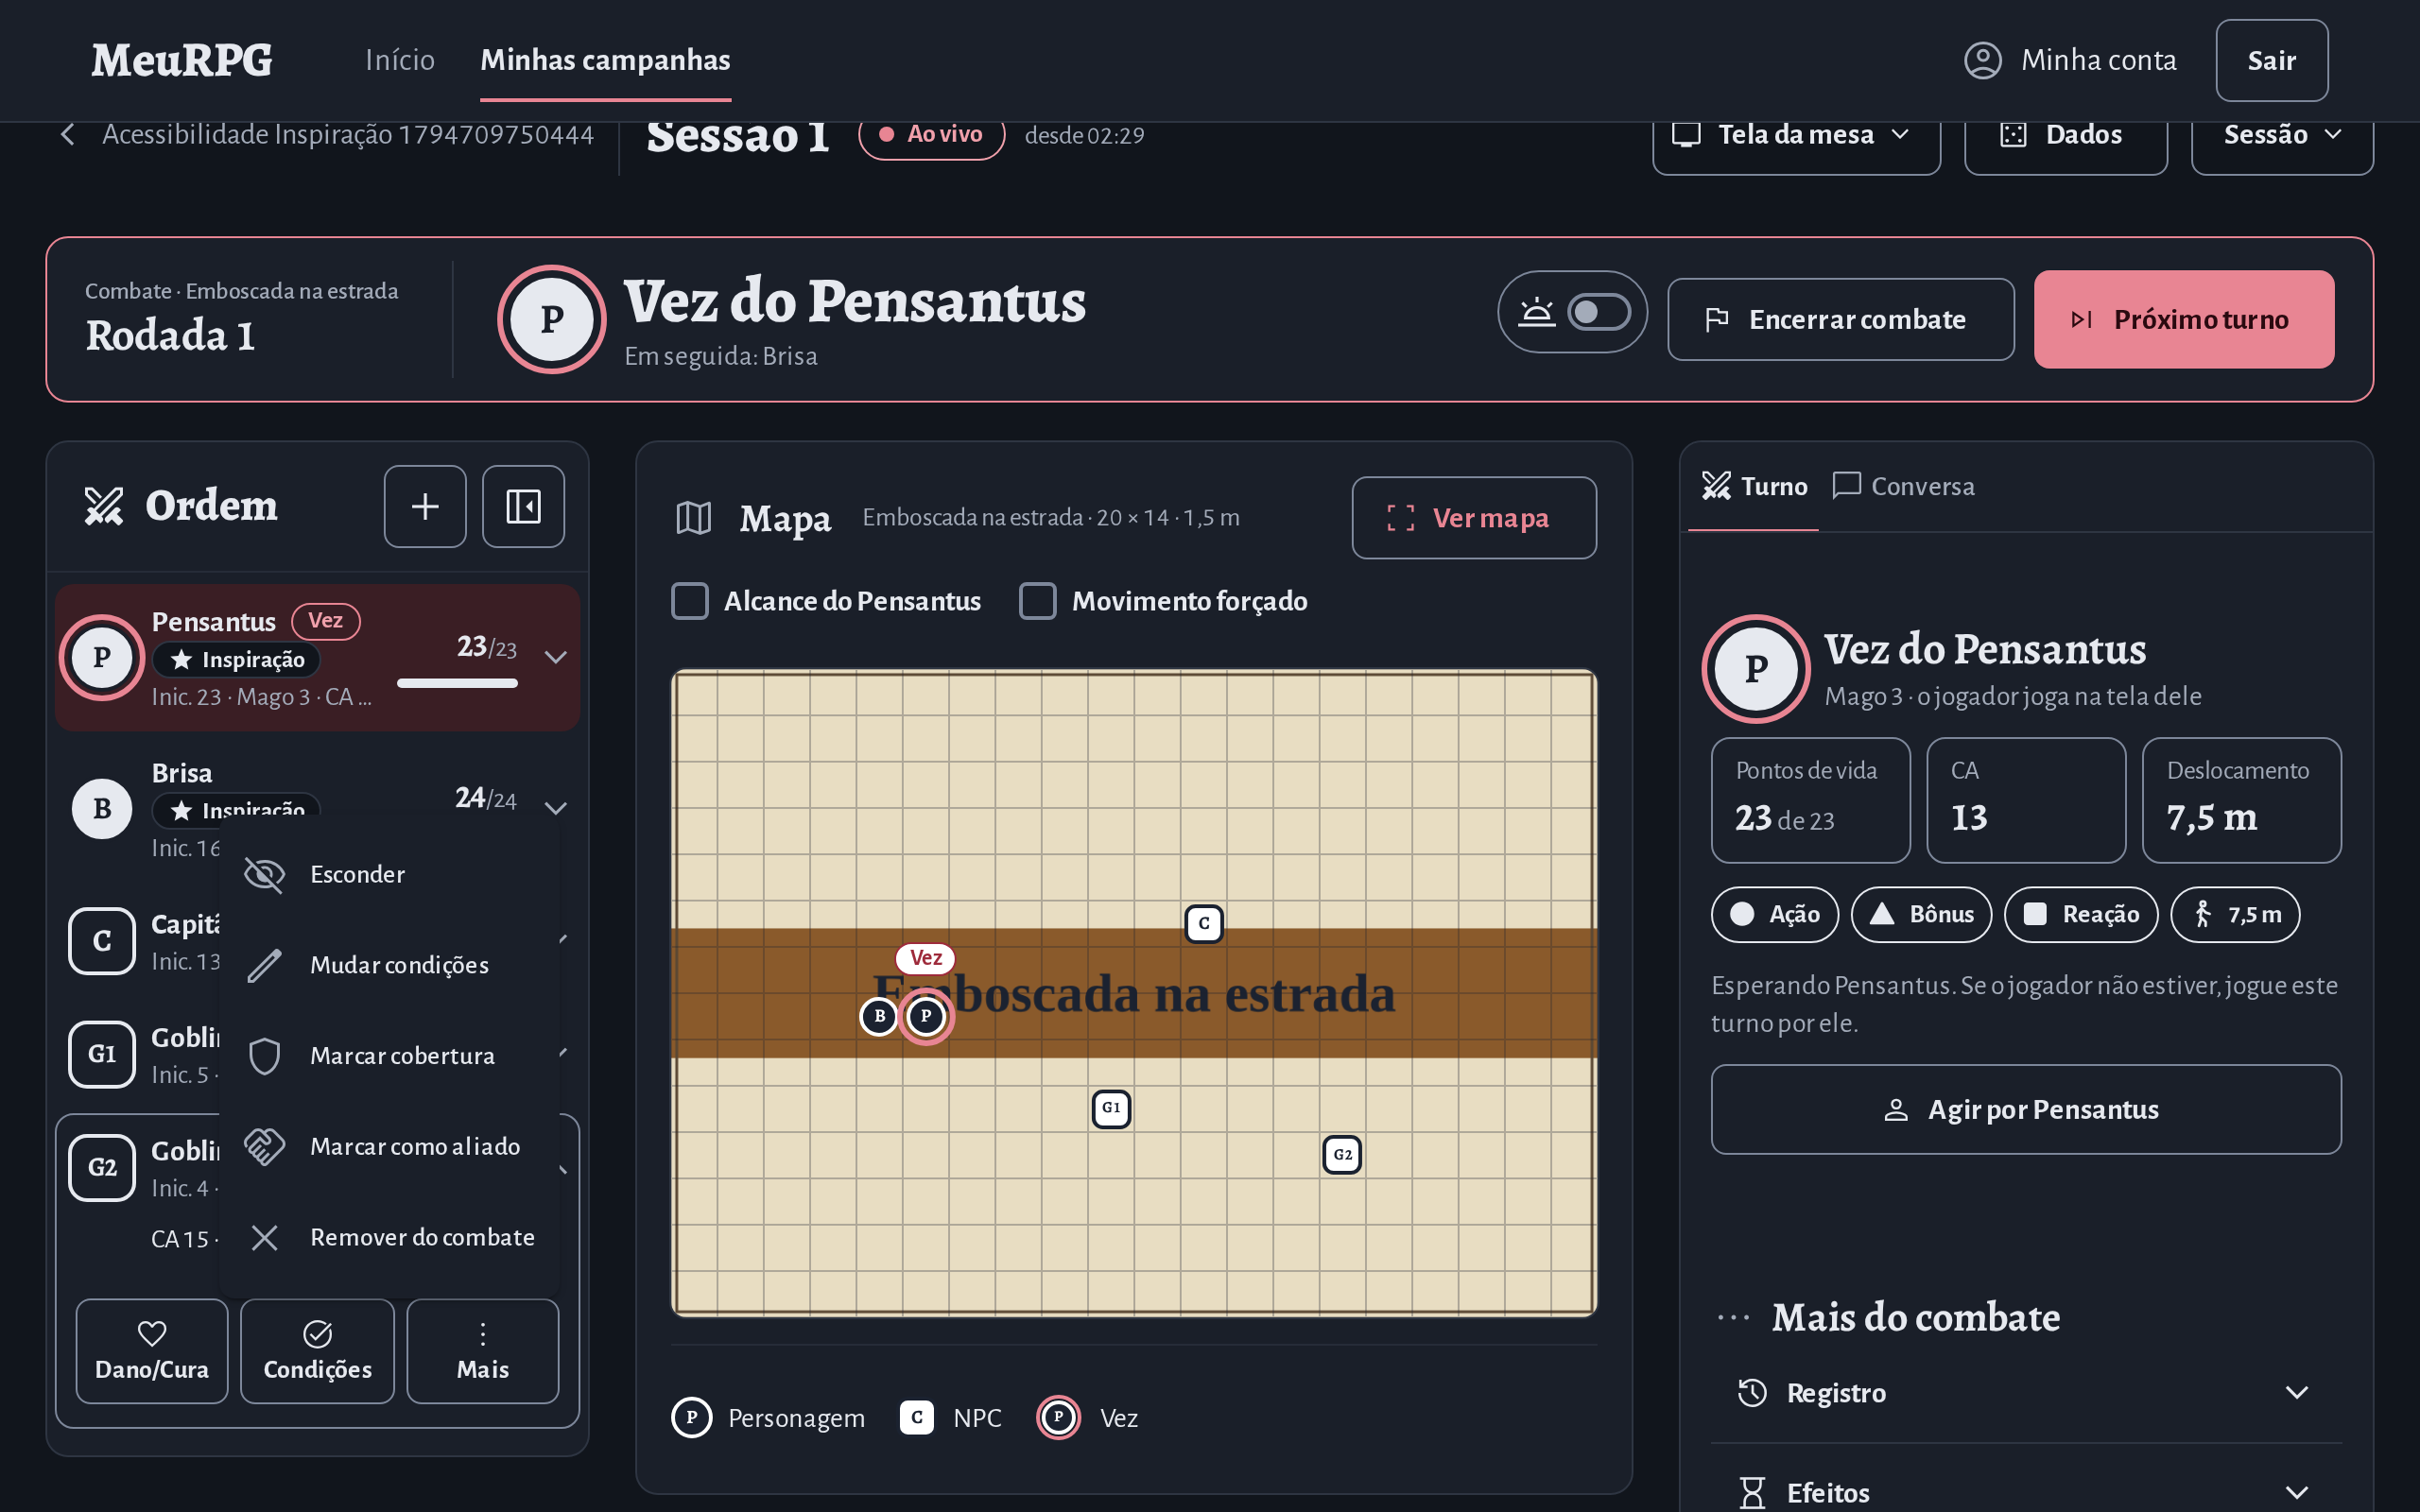 MeuRPG
Início
Minhas campanhas
Minha conta
Sair
Acessibilidade Inspiração 1794709750444
Sessão 1
Ao vivo
desde 02:29
Tela da mesa
Dados
Sessão
Combate · Emboscada na estrada
Rodada 1
P
Vez do Pensantus
Em seguida: Brisa
Encerrar combate
Próximo turno
Ordem
P
Pensantus
Vez
Inspiração
Inic. 23 · Mago 3 · CA ...
23/23
B
Brisa
Inspiração
Inic. 16
24/24
C
Capitã
Inic. 13
G1
Inic. 5 ·
G2
Inic. 4 ·
CA 15 ·
Esconder
Mudar condições
Marcar cobertura
Marcar como aliado
Remover do combate
Dano/Cura
Condições
Mais
Mapa
Emboscada na estrada · 20 × 14 · 1,5 m
Ver mapa
Alcance do Pensantus
Movimento forçado
C
Vez
Emboscada na estrada
B
P
G1
G2
P
Personagem
C
NPC
P
Vez
Turno
Conversa
P
Vez do Pensantus
Mago 3 · o jogador joga na tela dele
Pontos de vida
23 de 23
CA
13
Deslocamento
7,5 m
Ação
Bônus
Reação
7,5 m
Esperando Pensantus. Se o jogador não estiver, jogue este
turno por ele.
Agir por Pensantus
Mais do combate
Registro
Efeitos